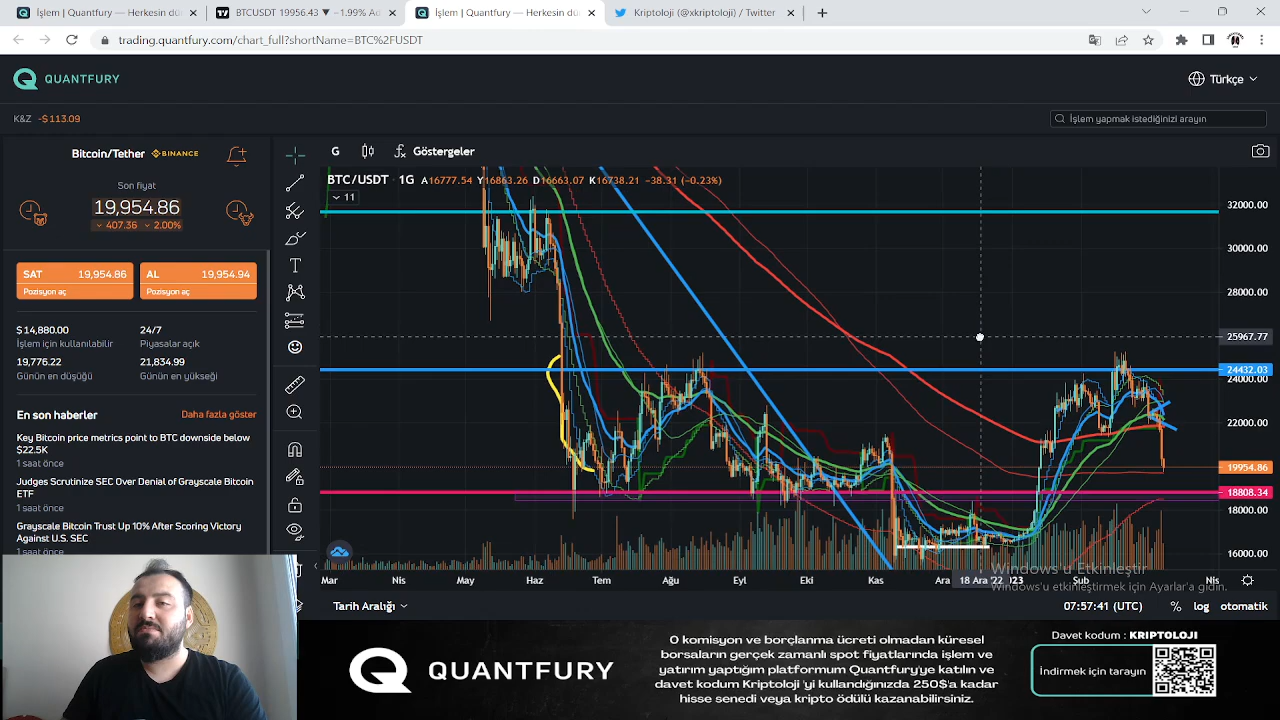 İşlem | Quantfury — Herkesin dü
BTCUSDT 19956.43 ▼ −1.99% Ad
İşlem | Quantfury — Herkesin dü
Kriptoloji (@xkriptoloji) / Twitter
trading.quantfury.com/chart_full?shortName=BTC%2FUSDT
QUANTFURY
Türkçe
K&Z -$113.09
İşlem yapmak istediğinizi arayın
Bitcoin/Tether BINANCE
Son fiyat
19,954.86
407.36 2.00%
SAT 19,954.86
Pozisyon aç
AL 19,954.94
Pozisyon aç
$14,880.00
İşlem için kullanılabilir
24/7
Piyasalar açık
19,776.22
Günün en düşüğü
21,834.99
Günün en yükseği
En son haberler
Daha fazla göster
Key Bitcoin price metrics point to BTC downside below
$22.5K
1 saat önce
Judges Scrutinize SEC Over Denial of Grayscale Bitcoin
ETF
1 saat önce
Grayscale Bitcoin Trust Up 10% After Scoring Victory
Against U.S. SEC
1 saat önce
G
Göstergeler
BTC/USDT · 1G A16777.54 Y16863.26 D16663.07 K16738.21 −38.31 (−0.23%)
11
32000.00
30000.00
28000.00
25967.77
24432.03
24000.00
22000.00
19954.86
18808.34
18000.00
16000.00
Mar Nis May Haz Tem Ağu Eyl Eki Kas Ara 18 Ara '22 2023 Sub Nis
Windows'u Etkinleştir
Windows'u etkinleştirmek için Ayarlar'a gidin.
Tarih Aralığı
07:57:41 (UTC)
% log otomatik
QUANTFURY
0 komisyon ve borçlanma ücreti olmadan küresel
borsaların gerçek zamanlı spot fiyatlarında işlem ve
yatırım yaptığım platformum Quantfury'ye katılın ve
davet kodum Kriptoloji 'yi kullandığınızda 250$'a kadar
hisse senedi veya kripto ödülü kazanabilirsiniz.
Davet kodum : KRIPTOLOJI
İndirmek için tarayın